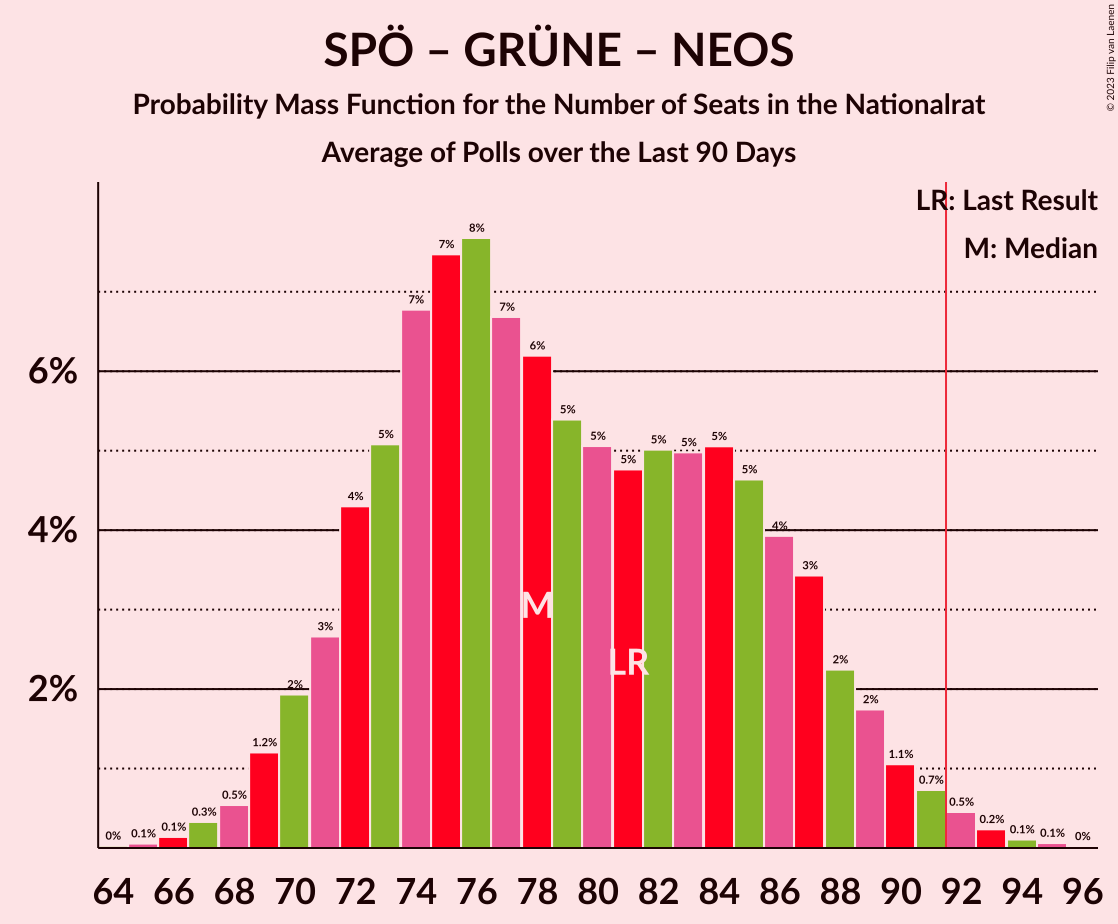 SPÖ – GRÜNE – NEOS
Probability Mass Function for the Number of Seats in the Nationalrat
Average of Polls over the Last 90 Days
© 2023 Filip van Laenen
LR: Last Result
M: Median
6%
4%
2%
0% 0.1% 0.1% 0.3% 0.5% 1.2% 2% 3% 4% 5% 7% 7% 8% 7% 6% 5% 5% 5% 5% 5% 5% 5% 4% 3% 2% 2% 1.1% 0.7% 0.5% 0.2% 0.1% 0.1% 0%
M
LR
64 66 68 70 72 74 76 78 80 82 84 86 88 90 92 94 96